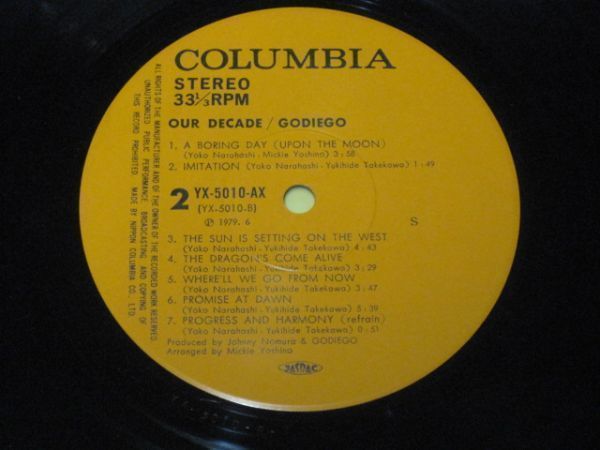 COLUMBIA
STEREO
33 1/3 RPM
OUR DECADE / GODIEGO
1. A BORING DAY (UPON THE MOON)
(Yoko Narahashi - Mickie Yoshino) 3:58
2. IMITATION (Yoko Narahashi - Yukihide Takekawa) 1:49
2 YX-5010-AX
(YX-5010-B)
Ⓟ 1979. 6
S
3. THE SUN IS SETTING ON THE WEST
(Yoko Narahashi - Yukihide Takekawa) 4:43
4. THE DRAGON'S COME ALIVE
(Yoko Narahashi - Yukihide Takekawa) 3:29
5. WHERE'LL WE GO FROM NOW
(Yoko Narahashi - Yukihide Takekawa) 3:47
6. PROMISE AT DAWN
(Yoko Narahashi - Yukihide Takekawa) 5:39
7. PROGRESS AND HARMONY (refrain)
(Yoko Narahashi - Yukihide Takekawa) 0:51
Produced by Johnny Nomura & GODIEGO
Arranged by Mickie Yoshino
JASRAC
ALL RIGHTS OF THE MANUFACTURER AND OF THE OWNER OF THE RECORDED WORK RESERVED.
UNAUTHORIZED PUBLIC PERFORMANCE, BROADCASTING AND COPYING OF
THIS RECORD PROHIBITED. MADE BY NIPPON COLUMBIA CO., LTD.